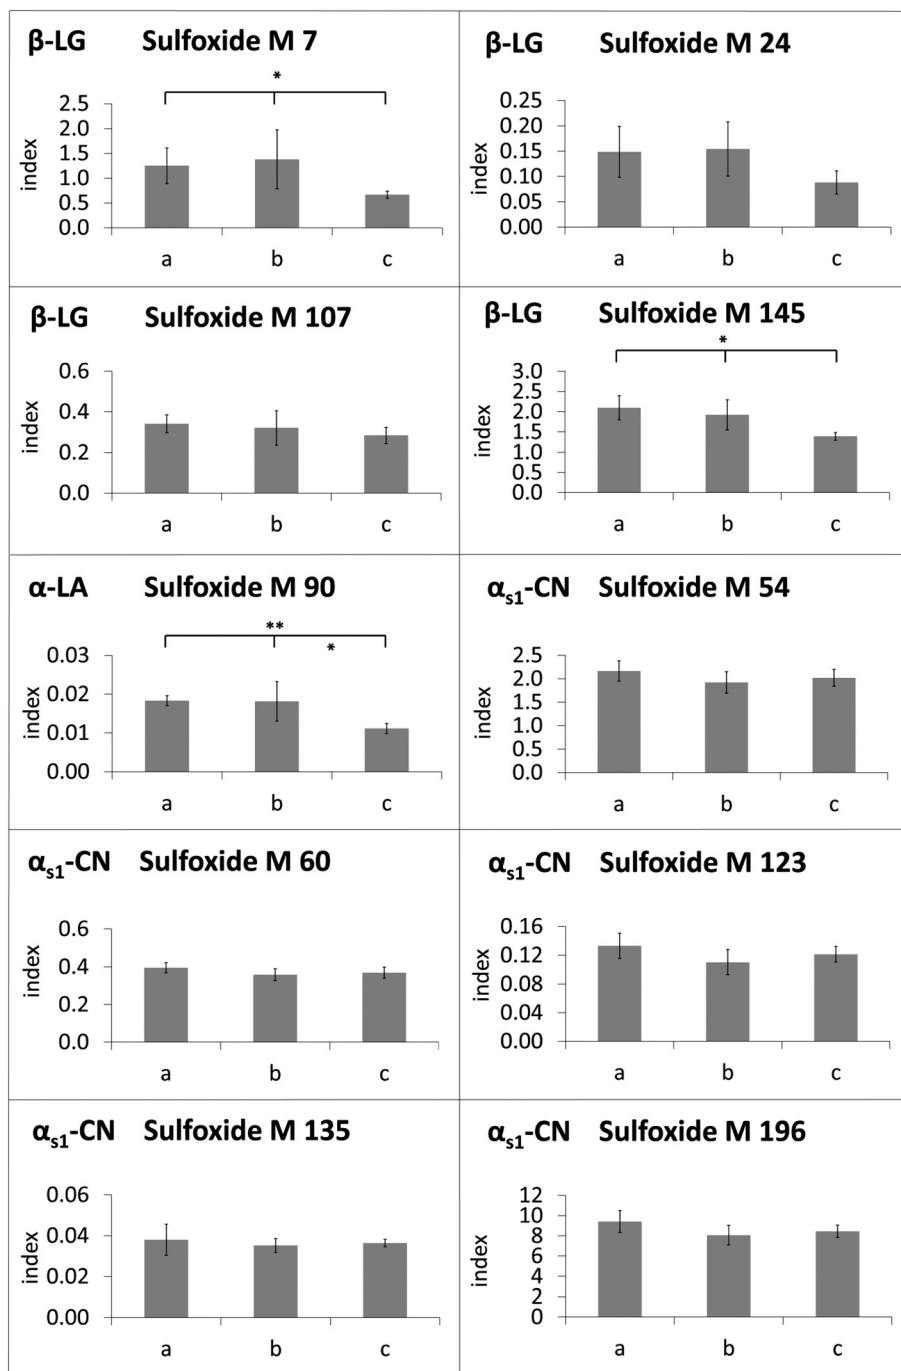 β-LG Sulfoxide M 7
*
2.5
2.0
1.5
1.0
0.5
0.0
index
a b c
β-LG Sulfoxide M 24
0.25
0.20
0.15
0.10
0.05
0.00
index
a b c
β-LG Sulfoxide M 107
0.6
0.4
0.2
0.0
index
a b c
β-LG Sulfoxide M 145
*
3.0
2.5
2.0
1.5
1.0
0.5
0.0
index
a b c
α-LA Sulfoxide M 90
**
*
0.03
0.02
0.01
0.00
index
a b c
αs1-CN Sulfoxide M 54
2.5
2.0
1.5
1.0
0.5
0.0
index
a b c
αs1-CN Sulfoxide M 60
0.6
0.4
0.2
0.0
index
a b c
αs1-CN Sulfoxide M 123
0.16
0.12
0.08
0.04
0.00
index
a b c
αs1-CN Sulfoxide M 135
0.06
0.04
0.02
0.00
index
a b c
αs1-CN Sulfoxide M 196
12
10
8
6
4
2
0
index
a b c